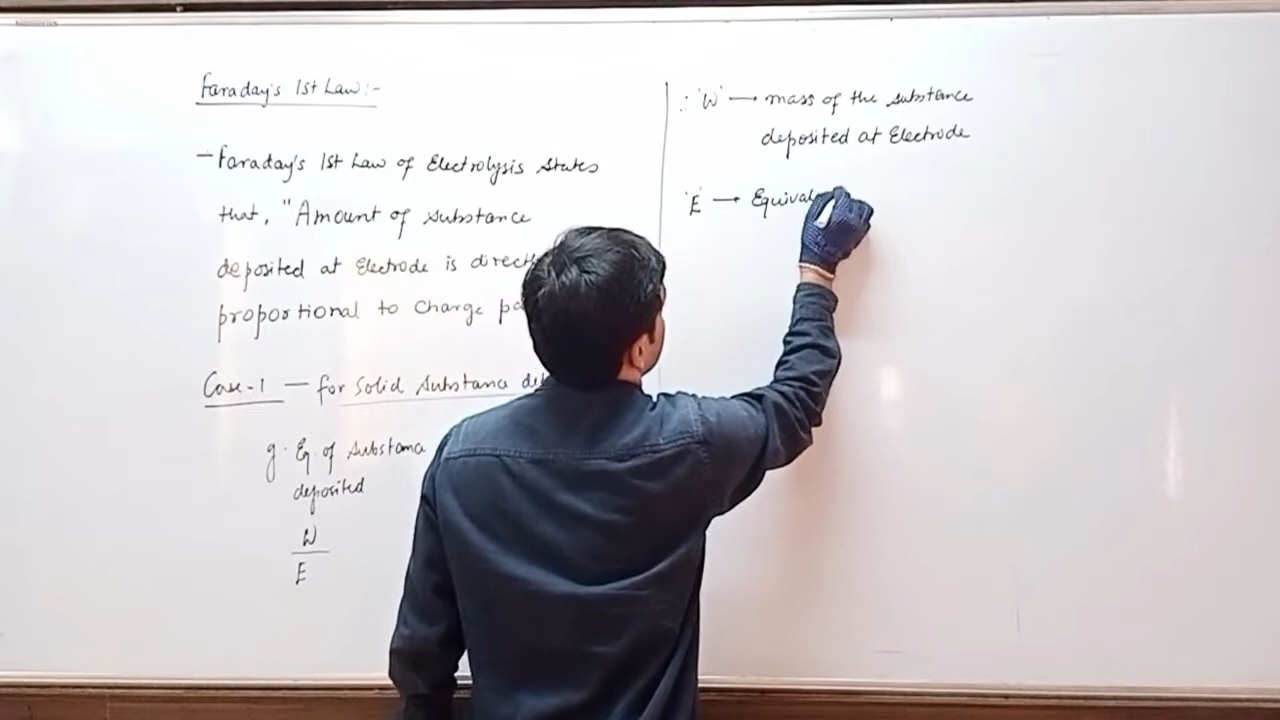 Faraday's 1st Law:-
- Faraday's 1st Law of Electrolysis States
that, "Amount of substance
deposited at Electrode is
proportional to charge
Case-1 — for solid substance
g. Eq. of substance
deposited
W
E
∴ 'W' → mass of the substance
deposited at Electrode
'E' →